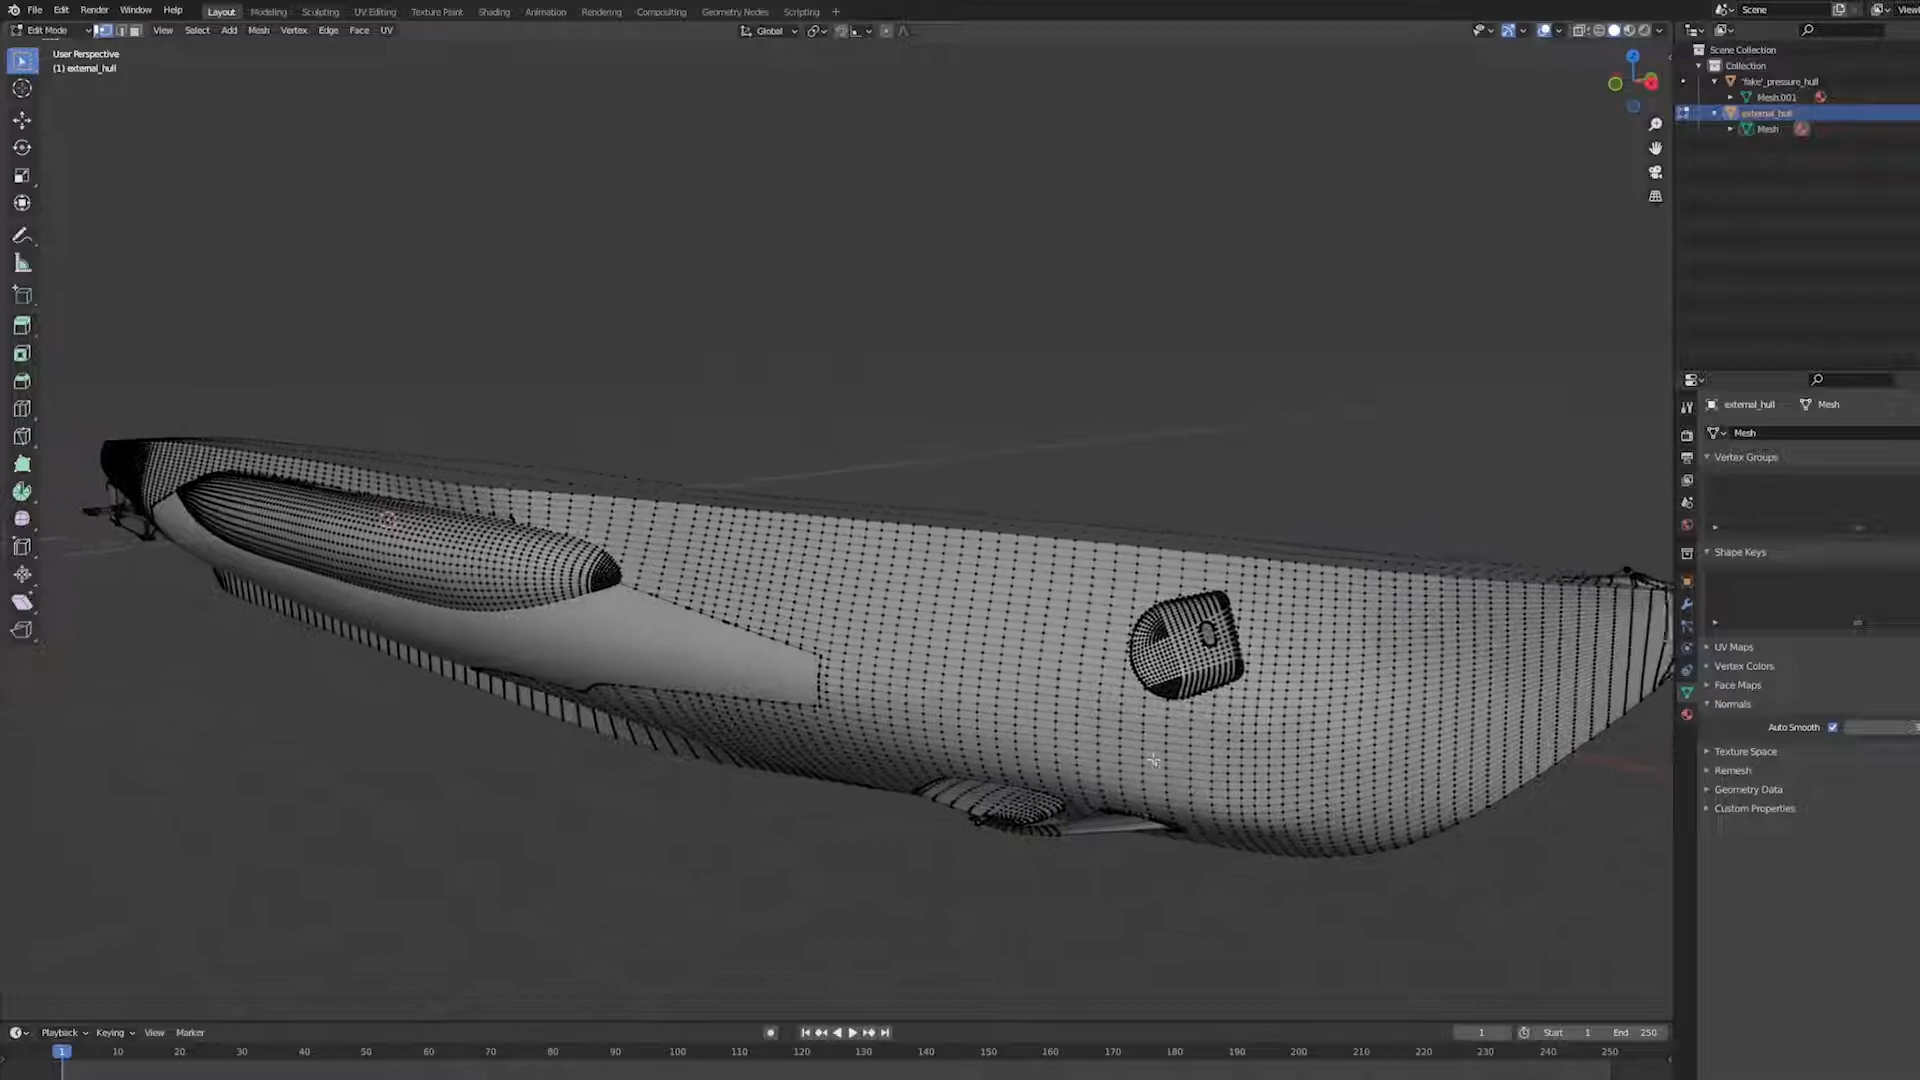 File Edit Render Window Help Layout Modeling Sculpting UV Editing Texture Paint Shading Animation Rendering Compositing Geometry Nodes Scripting + Scene
Edit Mode View Select Add Mesh Vertex Edge Face UV Global
User Perspective
(1) external_hull
Scene Collection
Collection
'fake'_pressure_hull
Mesh.001
external_hull
Mesh
external_hull Mesh
Mesh
Vertex Groups
Shape Keys
UV Maps
Vertex Colors
Face Maps
Normals
Auto Smooth
Texture Space
Remesh
Geometry Data
Custom Properties
Playback Keying View Marker 1 Start 1 End 250
1 10 20 30 40 50 60 70 80 90 100 110 120 130 140 150 160 170 180 190 200 210 220 230 240 250